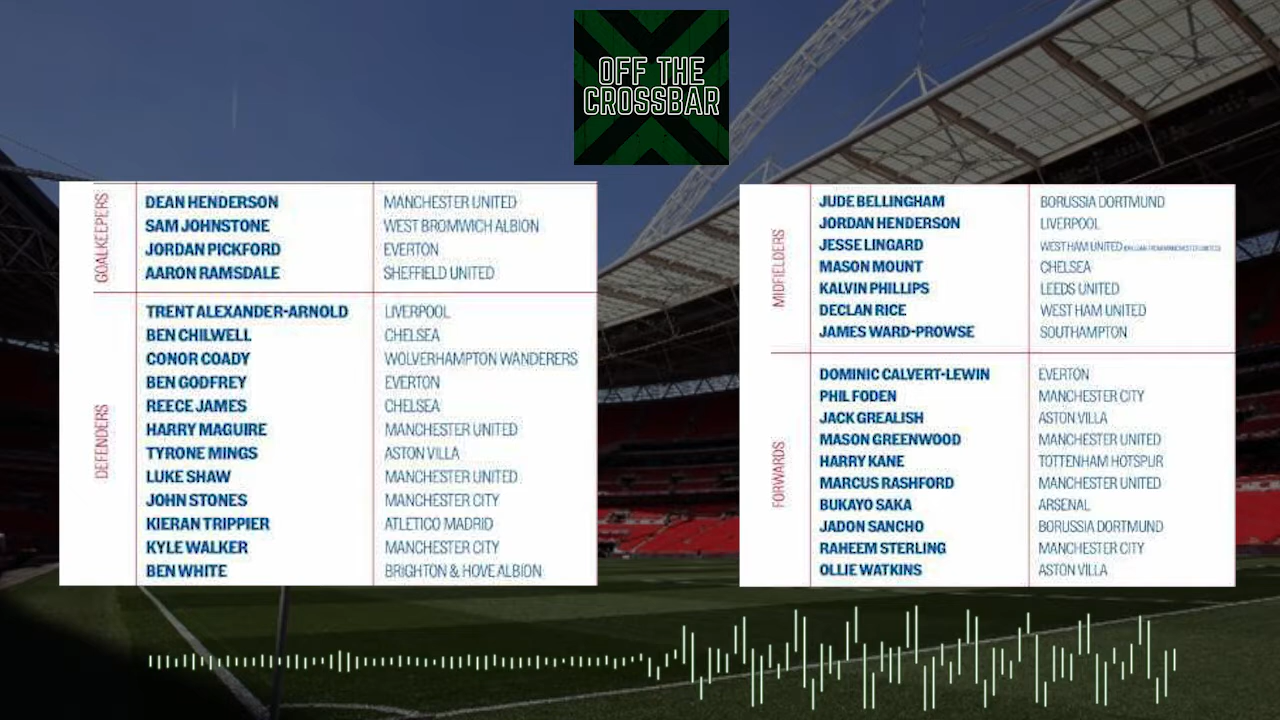 OFF THE
CROSSBAR
GOALKEEPERS
DEAN HENDERSON MANCHESTER UNITED
SAM JOHNSTONE WEST BROMWICH ALBION
JORDAN PICKFORD EVERTON
AARON RAMSDALE SHEFFIELD UNITED
DEFENDERS
TRENT ALEXANDER-ARNOLD LIVERPOOL
BEN CHILWELL CHELSEA
CONOR COADY WOLVERHAMPTON WANDERERS
BEN GODFREY EVERTON
REECE JAMES CHELSEA
HARRY MAGUIRE MANCHESTER UNITED
TYRONE MINGS ASTON VILLA
LUKE SHAW MANCHESTER UNITED
JOHN STONES MANCHESTER CITY
KIERAN TRIPPIER ATLETICO MADRID
KYLE WALKER MANCHESTER CITY
BEN WHITE BRIGHTON & HOVE ALBION
MIDFIELDERS
JUDE BELLINGHAM BORUSSIA DORTMUND
JORDAN HENDERSON LIVERPOOL
JESSE LINGARD WEST HAM UNITED
MASON MOUNT CHELSEA
KALVIN PHILLIPS LEEDS UNITED
DECLAN RICE WEST HAM UNITED
JAMES WARD-PROWSE SOUTHAMPTON
FORWARDS
DOMINIC CALVERT-LEWIN EVERTON
PHIL FODEN MANCHESTER CITY
JACK GREALISH ASTON VILLA
MASON GREENWOOD MANCHESTER UNITED
HARRY KANE TOTTENHAM HOTSPUR
MARCUS RASHFORD MANCHESTER UNITED
BUKAYO SAKA ARSENAL
JADON SANCHO BORUSSIA DORTMUND
RAHEEM STERLING MANCHESTER CITY
OLLIE WATKINS ASTON VILLA